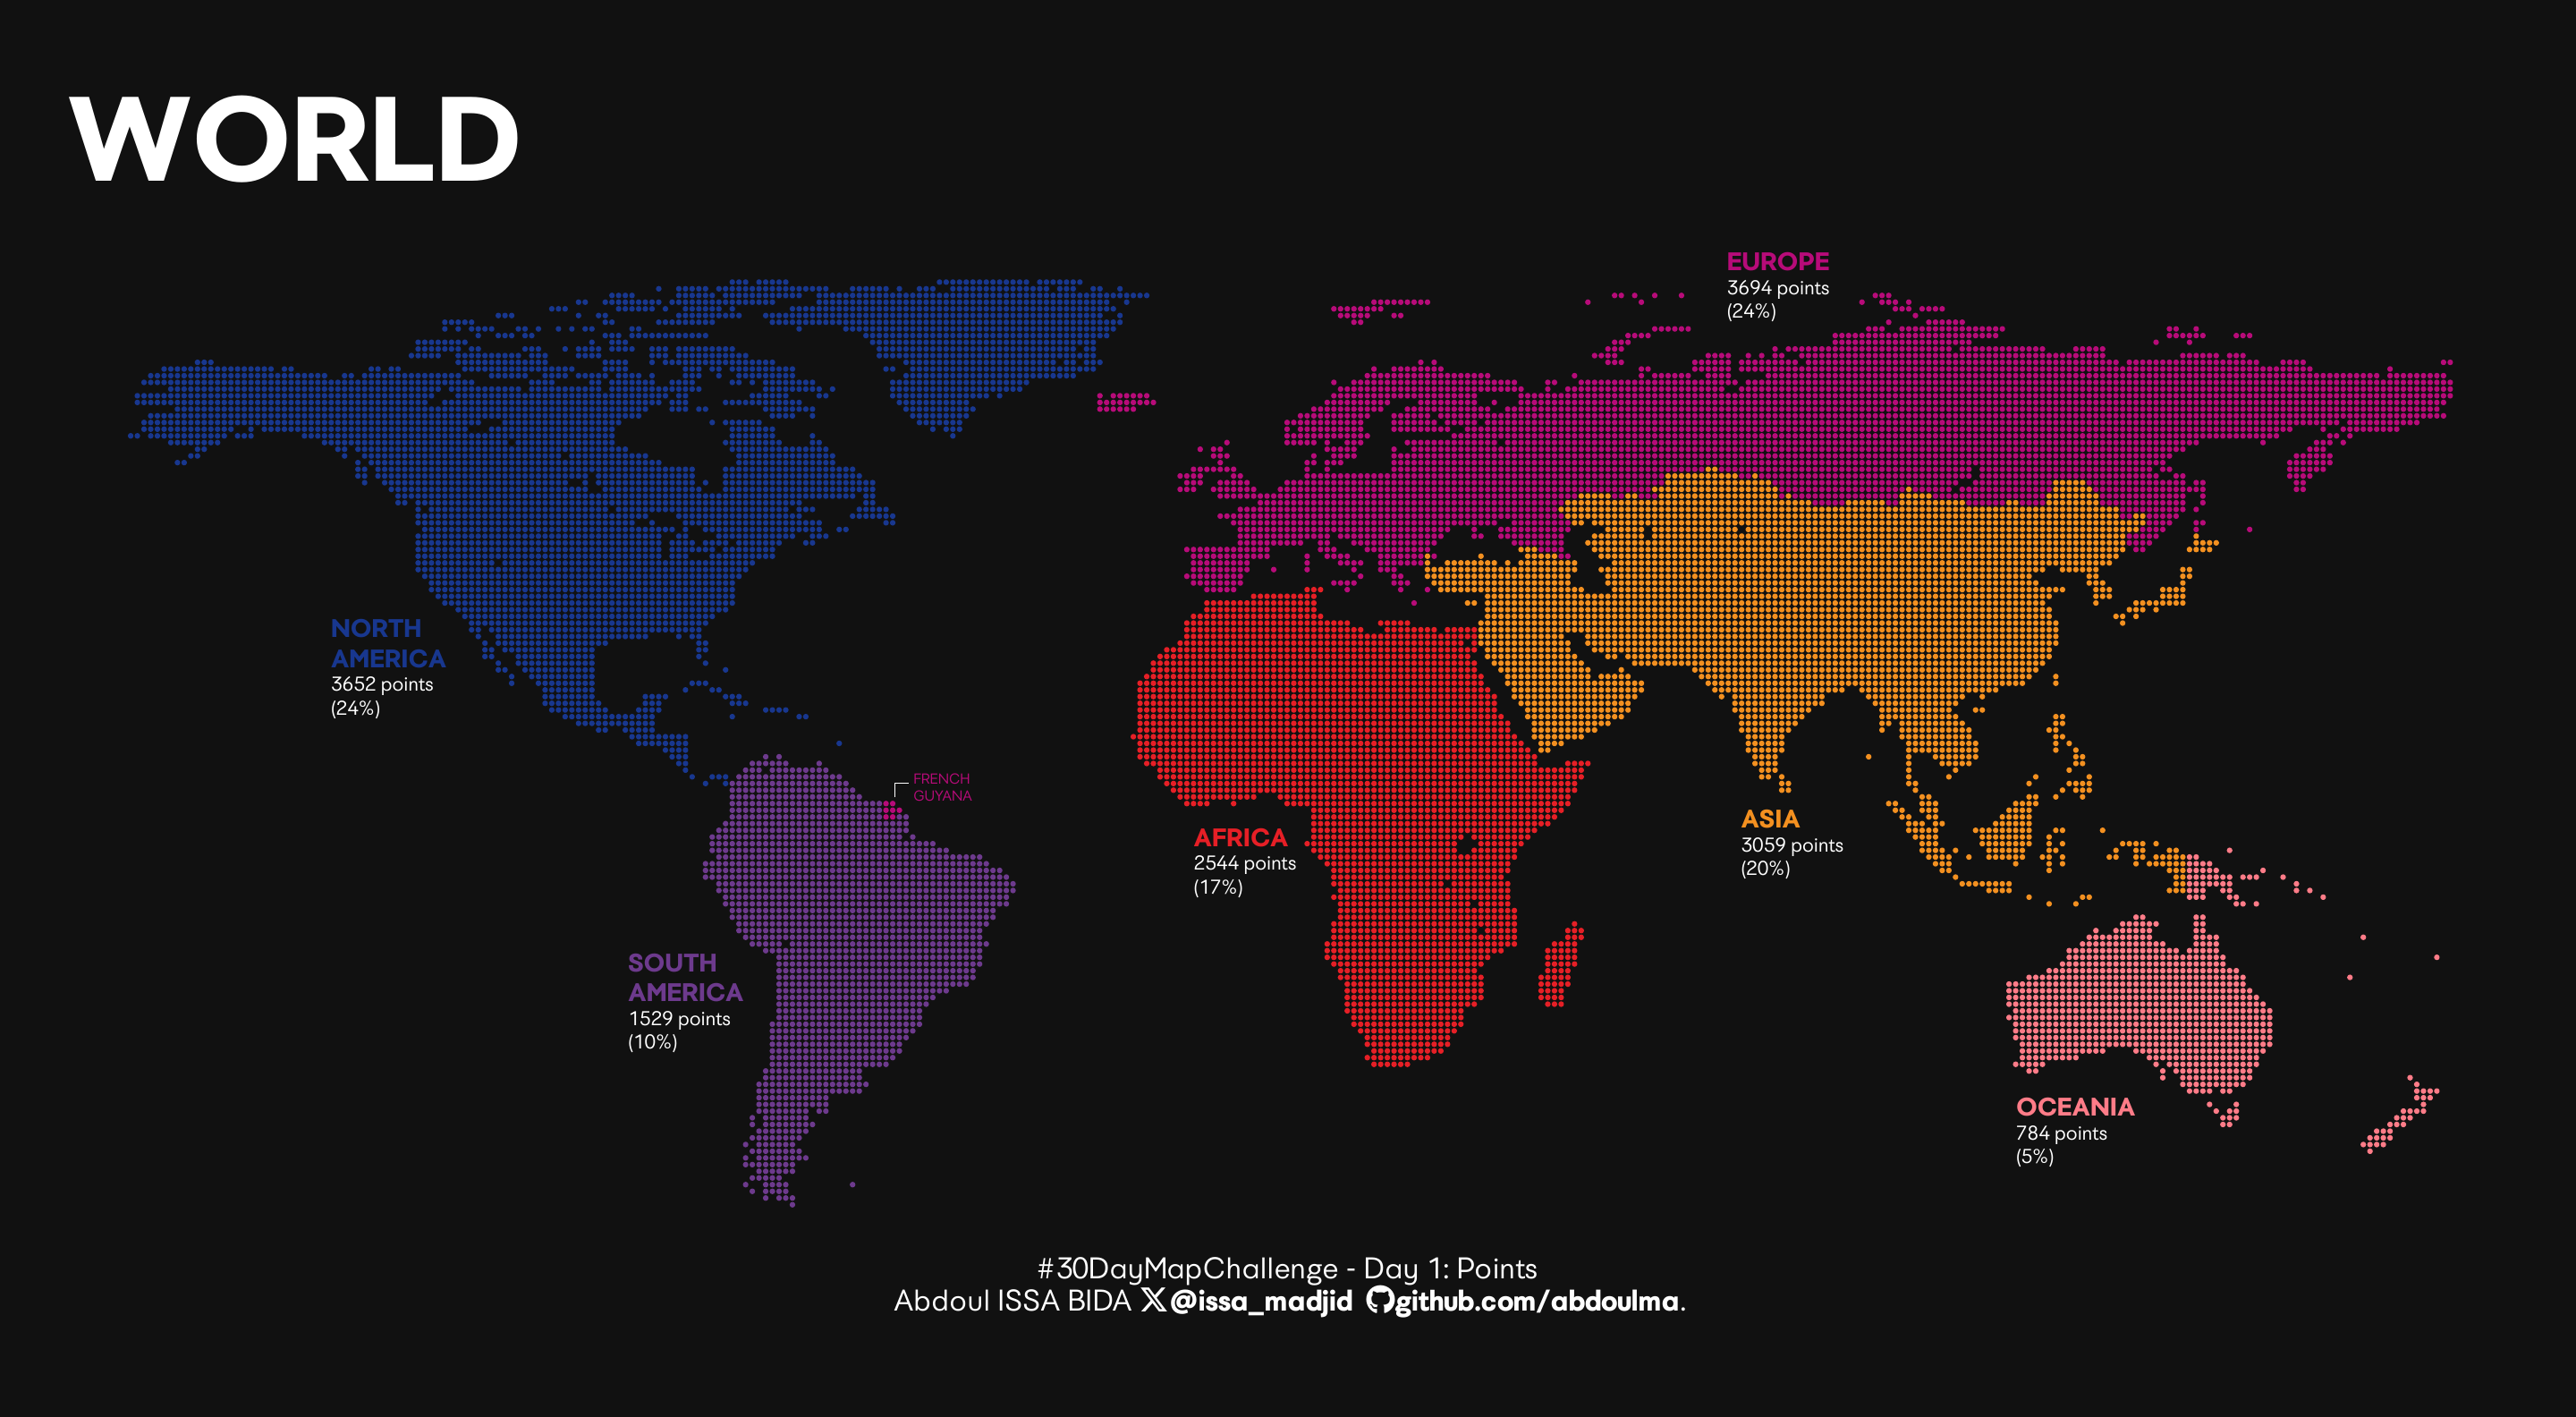 WORLD
EUROPE
3694 points
(24%)
NORTH
AMERICA
3652 points
(24%)
FRENCH
GUYANA
AFRICA
2544 points
(17%)
ASIA
3059 points
(20%)
SOUTH
AMERICA
1529 points
(10%)
OCEANIA
784 points
(5%)
#30DayMapChallenge - Day 1: Points
Abdoul ISSA BIDA 𝕏@issa_madjid github.com/abdoulma.